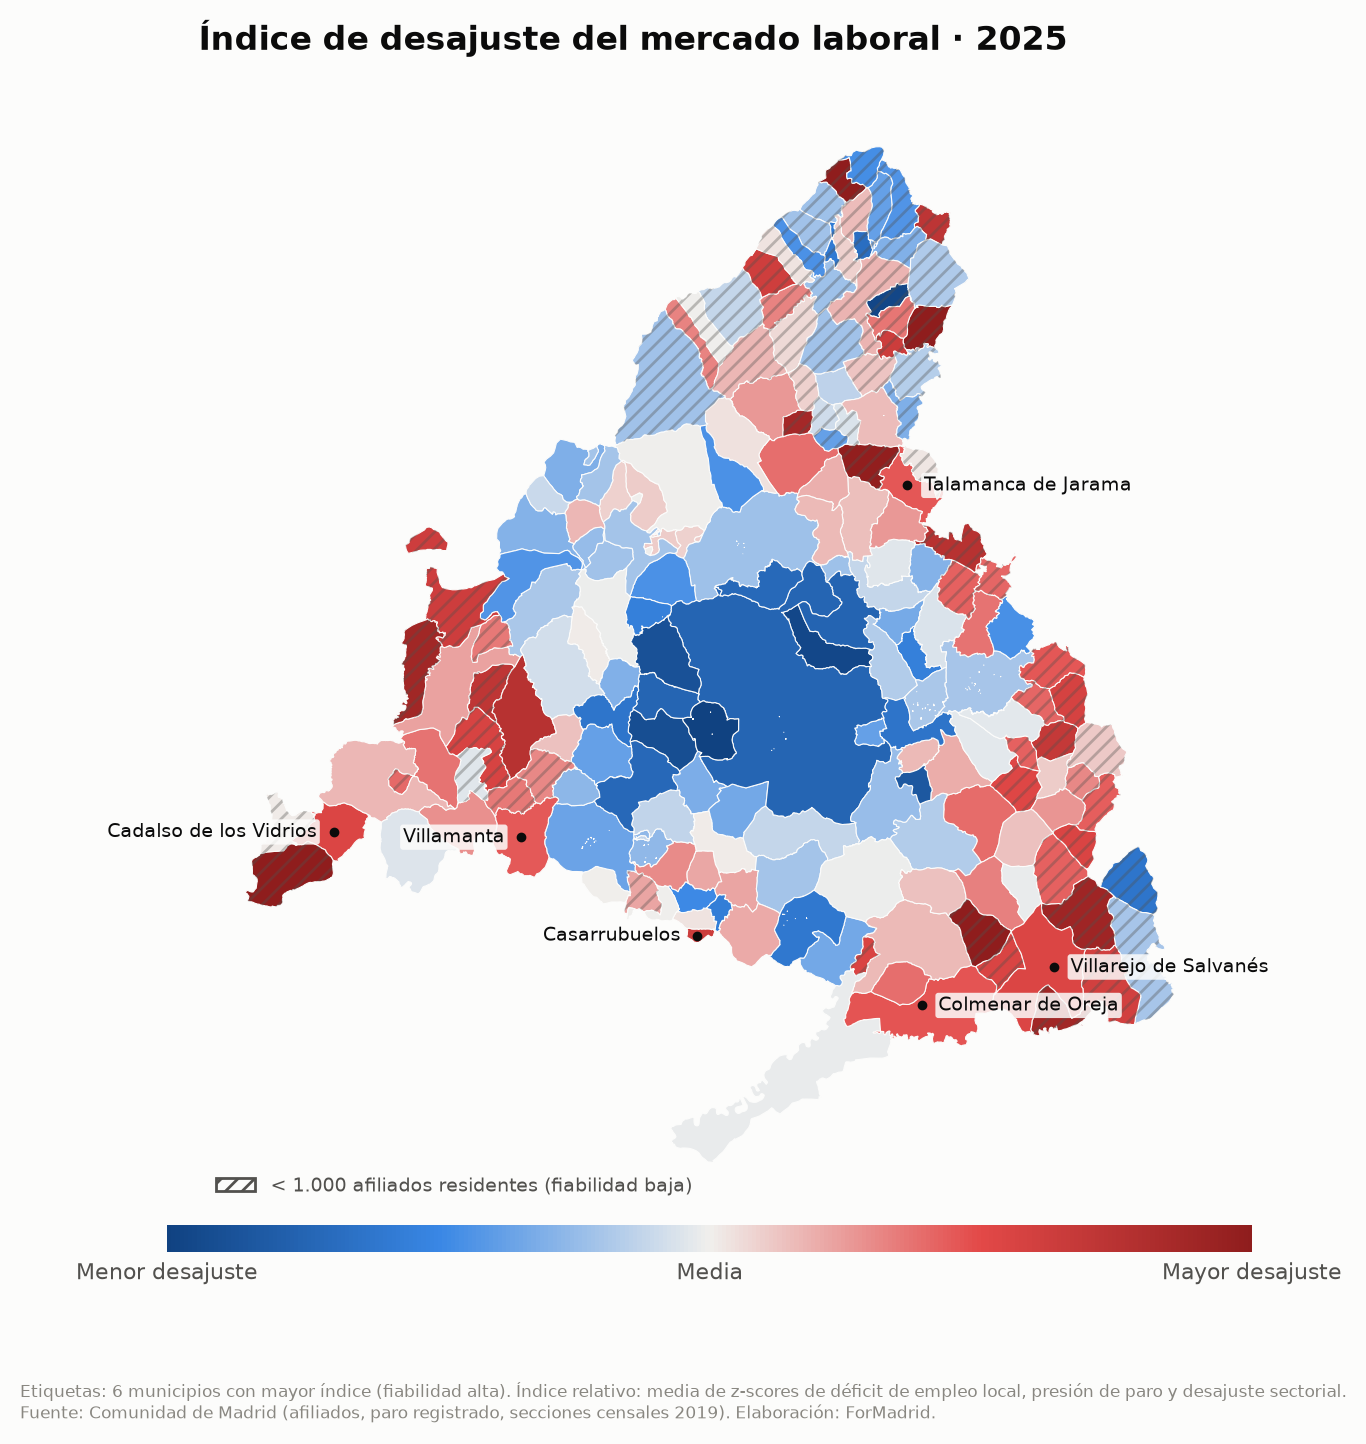 Índice de desajuste del mercado laboral · 2025
Talamanca de Jarama
Cadalso de los Vidrios
Villamanta
Casarrubuelos
Villarejo de Salvanés
Colmenar de Oreja
< 1.000 afiliados residentes (fiabilidad baja)
Menor desajuste
Media
Mayor desajuste
Etiquetas: 6 municipios con mayor índice (fiabilidad alta). Índice relativo: media de z-scores de déficit de empleo local, presión de paro y desajuste sectorial.
Fuente: Comunidad de Madrid (afiliados, paro registrado, secciones censales 2019). Elaboración: ForMadrid.